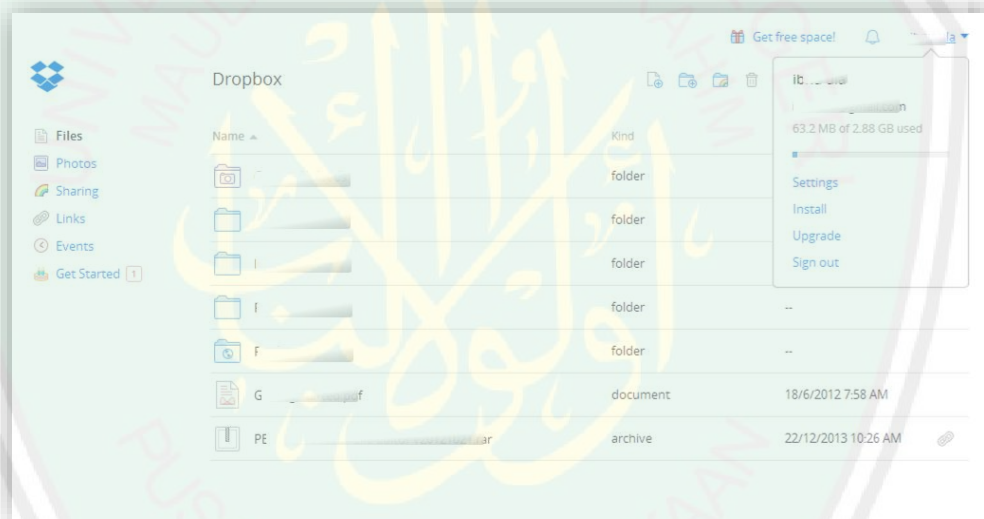 Get free space!
Dropbox
63.2 MB of 2.88 GB used
Settings
Install
Upgrade
Sign out
Files
Photos
Sharing
Links
Events
Get Started 1
Name Kind
folder
folder
folder
folder --
folder --
document 18/6/2012 7:58 AM
archive 22/12/2013 10:26 AM